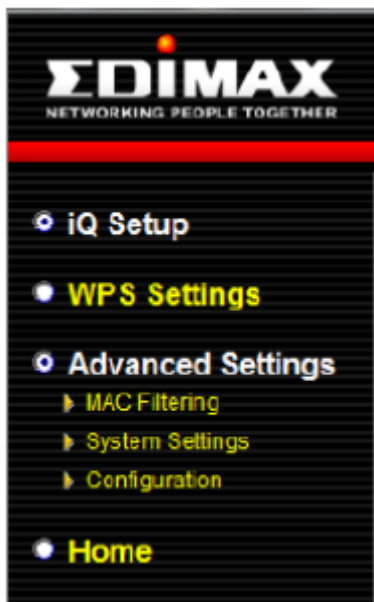 EDIMAX
NETWORKING PEOPLE TOGETHER
iQ Setup
WPS Settings
Advanced Settings
MAC Filtering
System Settings
Configuration
Home